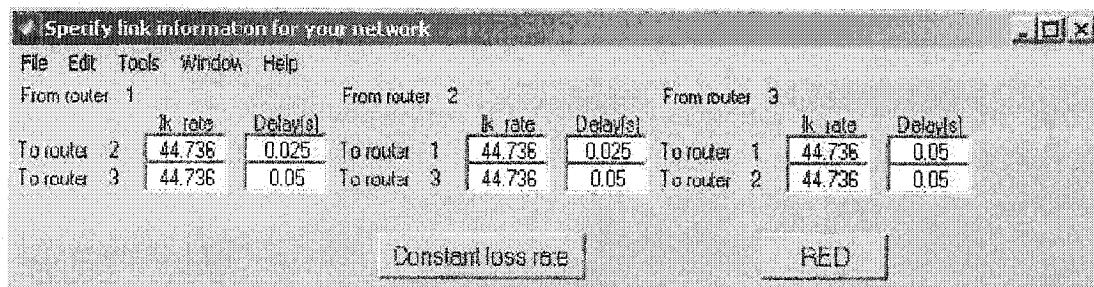 Specify link information for your network
File Edit Tools Window Help
From router 1 From router 2 From router 3
lk rate Delay(s) lk rate Delay(s) lk rate Delay(s)
To router 2 44.736 0.025 To router 1 44.736 0.025 To router 1 44.736 0.05
To router 3 44.736 0.05 To router 3 44.736 0.05 To router 2 44.736 0.05
Constant loss rate RED